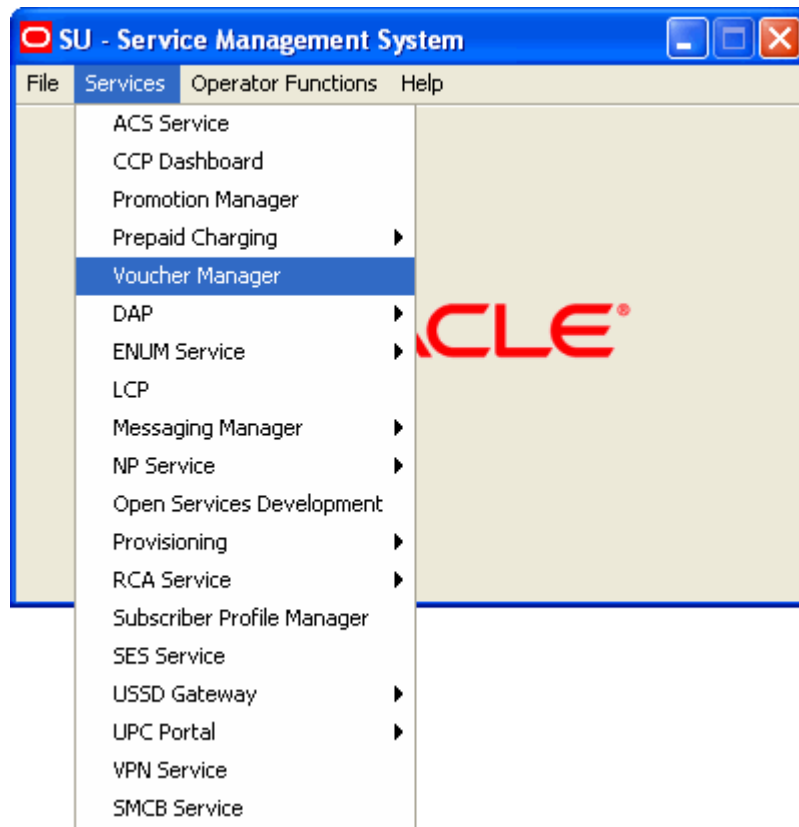 SU - Service Management System
File Services Operator Functions Help
ACS Service
CCP Dashboard
Promotion Manager
Prepaid Charging
Voucher Manager
DAP
ENUM Service
LCP
Messaging Manager
NP Service
Open Services Development
Provisioning
RCA Service
Subscriber Profile Manager
SES Service
USSD Gateway
UPC Portal
VPN Service
SMCB Service
ACLE®